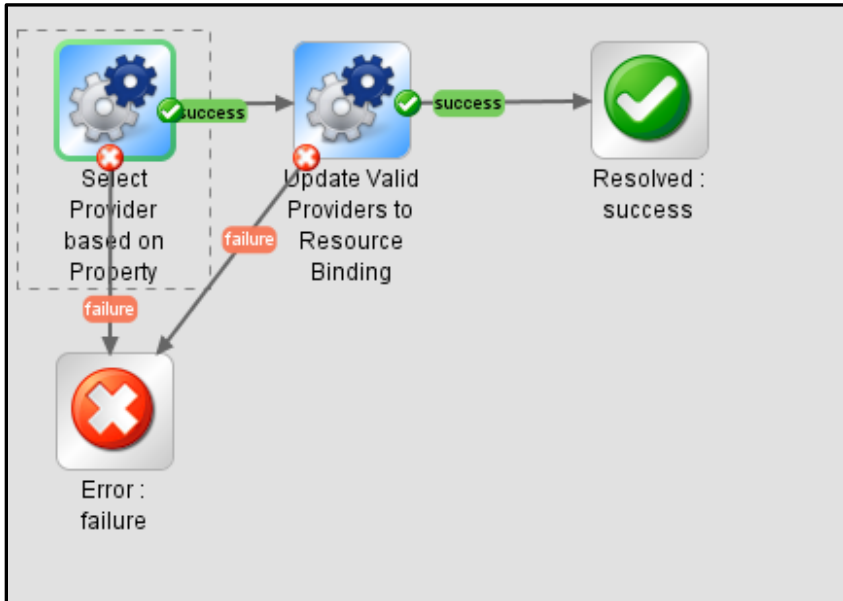 success
success
Select
Provider
based on
Property
Update Valid
Providers to
Resource
Binding
Resolved :
success
failure
failure
Error :
failure